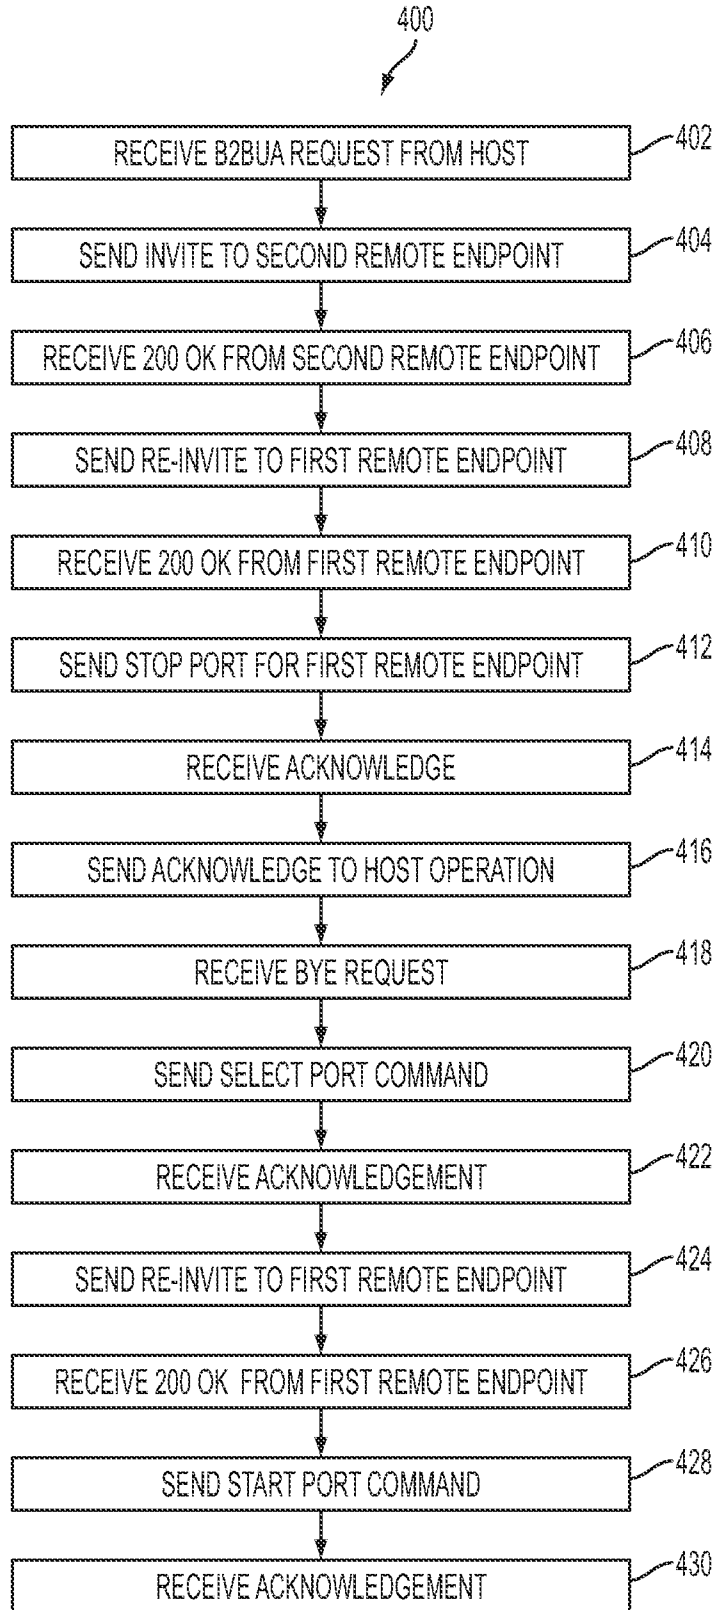 400
RECEIVE B2BUA REQUEST FROM HOST
402
SEND INVITE TO SECOND REMOTE ENDPOINT
404
RECEIVE 200 OK FROM SECOND REMOTE ENDPOINT
406
SEND RE-INVITE TO FIRST REMOTE ENDPOINT
408
RECEIVE 200 OK FROM FIRST REMOTE ENDPOINT
410
SEND STOP PORT FOR FIRST REMOTE ENDPOINT
412
RECEIVE ACKNOWLEDGE
414
SEND ACKNOWLEDGE TO HOST OPERATION
416
RECEIVE BYE REQUEST
418
SEND SELECT PORT COMMAND
420
RECEIVE ACKNOWLEDGEMENT
422
SEND RE-INVITE TO FIRST REMOTE ENDPOINT
424
RECEIVE 200 OK FROM FIRST REMOTE ENDPOINT
426
SEND START PORT COMMAND
428
RECEIVE ACKNOWLEDGEMENT
430